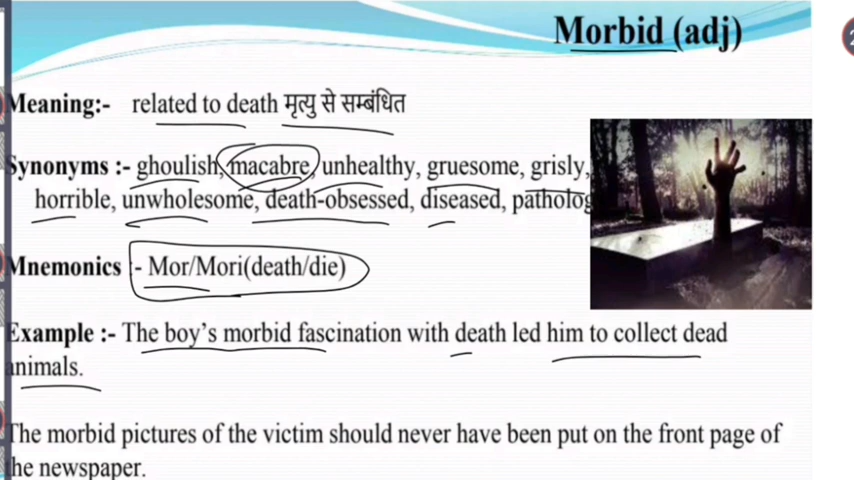 Morbid (adj)
Meaning:- related to death मृत्यु से सम्बंधित
Synonyms :- ghoulish, macabre, unhealthy, gruesome, grisly,
horrible, unwholesome, death-obsessed, diseased,
Mnemonics :- Mor/Mori(death/die)
Example :- The boy's morbid fascination with death led him to collect dead
animals.
The morbid pictures of the victim should never have been put on the front page of
the newspaper.